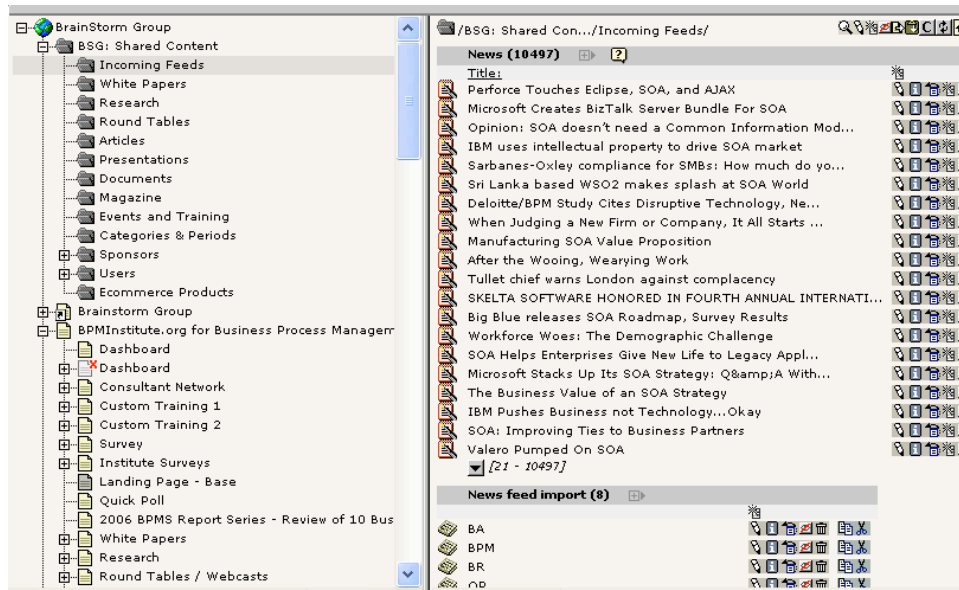 BrainStorm Group
BSG: Shared Content
Incoming Feeds
White Papers
Research
Round Tables
Articles
Presentations
Documents
Magazine
Events and Training
Categories & Periods
Sponsors
Users
Ecommerce Products
Brainstorm Group
BPMInstitute.org for Business Process Managem
Dashboard
Dashboard
Consultant Network
Custom Training 1
Custom Training 2
Survey
Institute Surveys
Landing Page - Base
Quick Poll
2006 BPMS Report Series - Review of 10 Bus
White Papers
Research
Round Tables / Webcasts
/BSG: Shared Con.../Incoming Feeds/
News (10497) ?
Title:
Perforce Touches Eclipse, SOA, and AJAX
Microsoft Creates BizTalk Server Bundle For SOA
Opinion: SOA doesn't need a Common Information Mod...
IBM uses intellectual property to drive SOA market
Sarbanes-Oxley compliance for SMBs: How much do yo...
Sri Lanka based WSO2 makes splash at SOA World
Deloitte/BPM Study Cites Disruptive Technology, Ne...
When Judging a New Firm or Company, It All Starts ...
Manufacturing SOA Value Proposition
After the Wooing, Wearying Work
Tullet chief warns London against complacency
SKELTA SOFTWARE HONORED IN FOURTH ANNUAL INTERNATI...
Big Blue releases SOA Roadmap, Survey Results
Workforce Woes: The Demographic Challenge
SOA Helps Enterprises Give New Life to Legacy Appl...
Microsoft Stacks Up Its SOA Strategy: Q&amp;A With...
The Business Value of an SOA Strategy
IBM Pushes Business not Technology...Okay
SOA: Improving Ties to Business Partners
Valero Pumped On SOA
[21 - 10497]
News feed import (8)
BA
BPM
BR